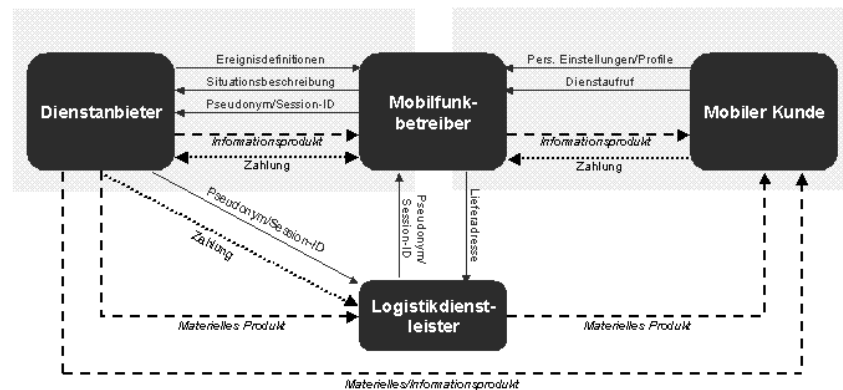 Ereignisdefinitionen
Pers. Einstellungen/Profile
Situationsbeschreibung
Dienstaufruf
Dienstanbieter
Pseudonym/Session-ID
Mobilfunk-
betreiber
Mobiler Kunde
Informationsprodukt
Informationsprodukt
Zahlung
Zahlung
Pseudonym/Session-ID
Zahlung
Pseudonym/
Session-ID
Lieferadresse
Logistikdienst-
leister
Materielles Produkt
Materielles Produkt
Materielles/Informationsprodukt